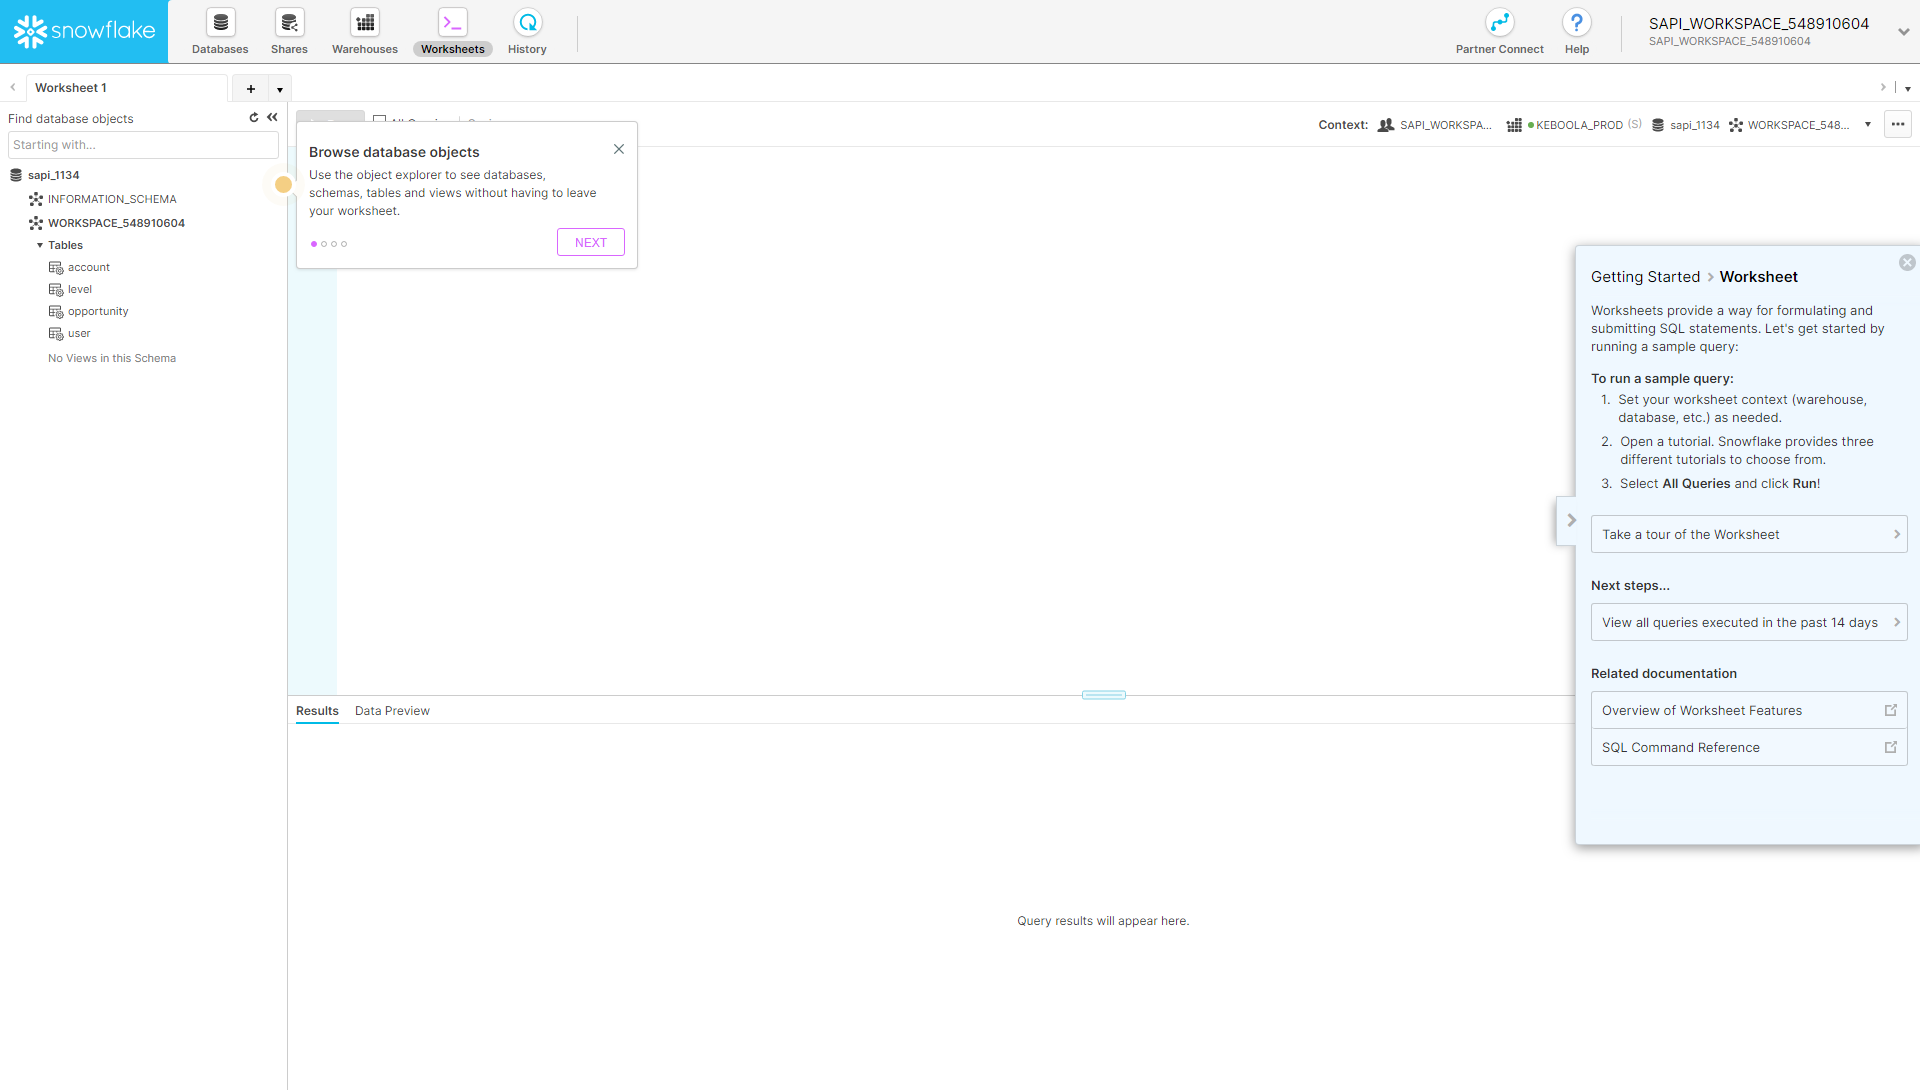 snowflake
Databases
Shares
Warehouses
Worksheets
History
Partner Connect
Help
SAPI_WORKSPACE_548910604
SAPI_WORKSPACE_548910604
Worksheet 1
Find database objects
Starting with...
sapi_1134
INFORMATION_SCHEMA
WORKSPACE_548910604
Tables
account
level
opportunity
user
No Views in this Schema
Context:
SAPI_WORKSPA...
KEBOOLA_PROD (S)
sapi_1134
WORKSPACE_548...
Browse database objects
Use the object explorer to see databases,
schemas, tables and views without having to leave
your worksheet.
NEXT
Getting Started
Worksheet
Worksheets provide a way for formulating and
submitting SQL statements. Let's get started by
running a sample query:
To run a sample query:
1. Set your worksheet context (warehouse,
database, etc.) as needed.
2. Open a tutorial. Snowflake provides three
different tutorials to choose from.
3. Select All Queries and click Run!
Take a tour of the Worksheet
Next steps...
View all queries executed in the past 14 days
Related documentation
Overview of Worksheet Features
SQL Command Reference
Results
Data Preview
Query results will appear here.